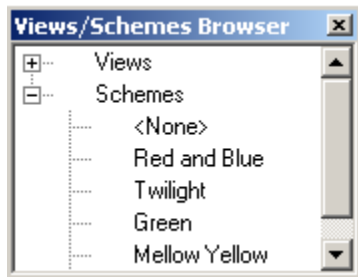 Views/Schemes Browser
Views
Schemes
<None>
Red and Blue
Twilight
Green
Mellow Yellow